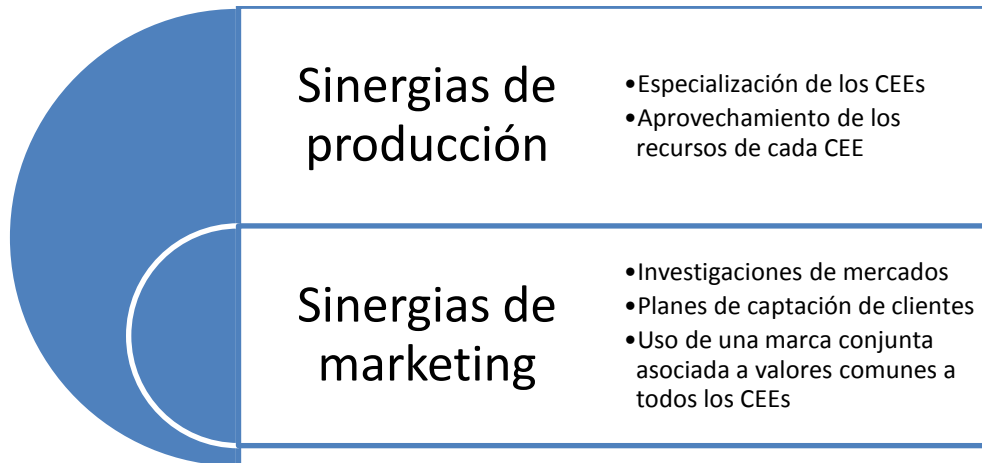 Sinergias de
producción
•Especialización de los CEEs
•Aprovechamiento de los
recursos de cada CEE
Sinergias de
marketing
•Investigaciones de mercados
•Planes de captación de clientes
•Uso de una marca conjunta
asociada a valores comunes a
todos los CEEs